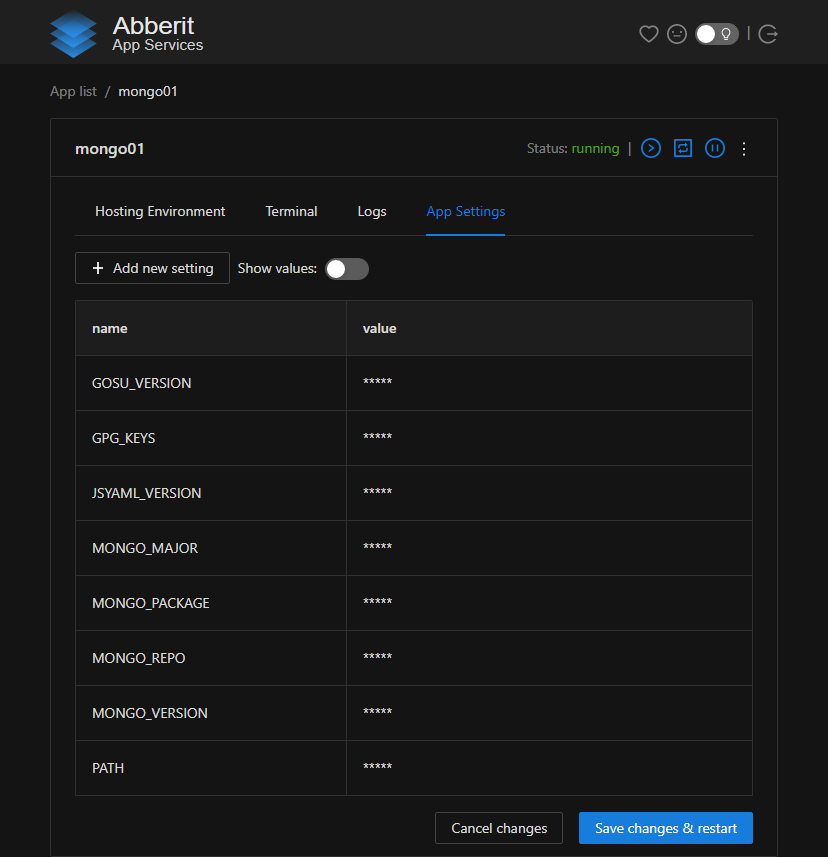 Abberit
App Services
App list / mongo01
mongo01
Status: running |
Hosting Environment Terminal Logs App Settings
+ Add new setting Show values:
name value
GOSU_VERSION *****
GPG_KEYS *****
JSYAML_VERSION *****
MONGO_MAJOR *****
MONGO_PACKAGE *****
MONGO_REPO *****
MONGO_VERSION *****
PATH *****
Cancel changes Save changes & restart